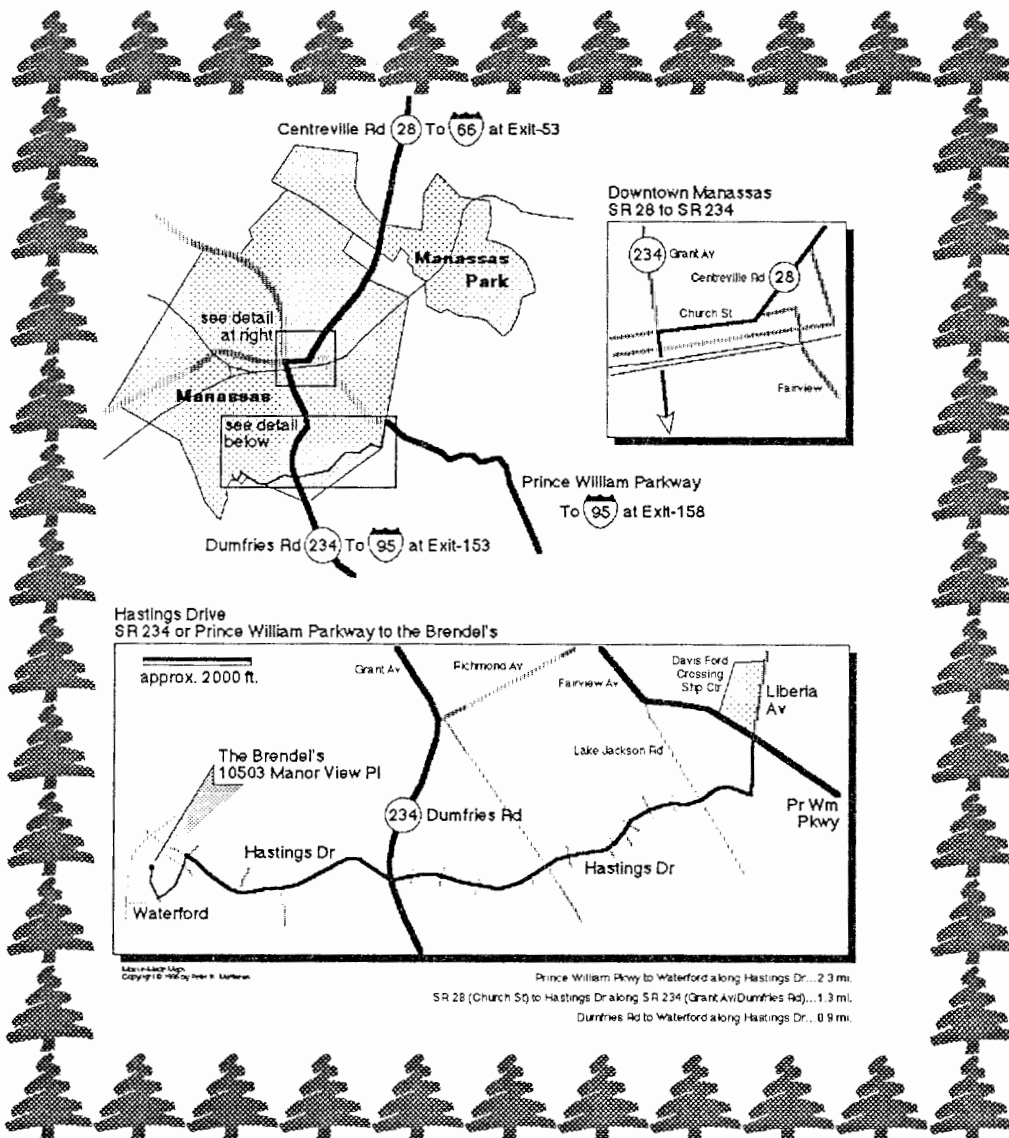 Centreville Rd 28 To 66 at Exit-53
Downtown Manassas
SR 28 to SR 234
234 Grant Av
Centreville Rd 28
Church St
Fairview
Manassas
Park
see detail
at right
Manassas
see detail
below
Prince William Parkway
To 95 at Exit-158
Dumfries Rd 234 To 95 at Exit-153
Hastings Drive
SR 234 or Prince William Parkway to the Brendel's
approx. 2000 ft.
Grant Av
Richmond Av
Fairview Av
Davis Ford
Crossing
Shp Ctr
Liberia
Av
Lake Jackson Rd
The Brendel's
10503 Manor View Pl
234 Dumfries Rd
Pr Wm
Pkwy
Hastings Dr
Hastings Dr
Waterford
Prince William Pkwy to Waterford along Hastings Dr...2.3 mi.
SR 28 (Church St) to Hastings Dr along SR 234 (Grant Av/Dumfries Rd)...1.3 mi.
Dumfries Rd to Waterford along Hastings Dr...0.9 mi.